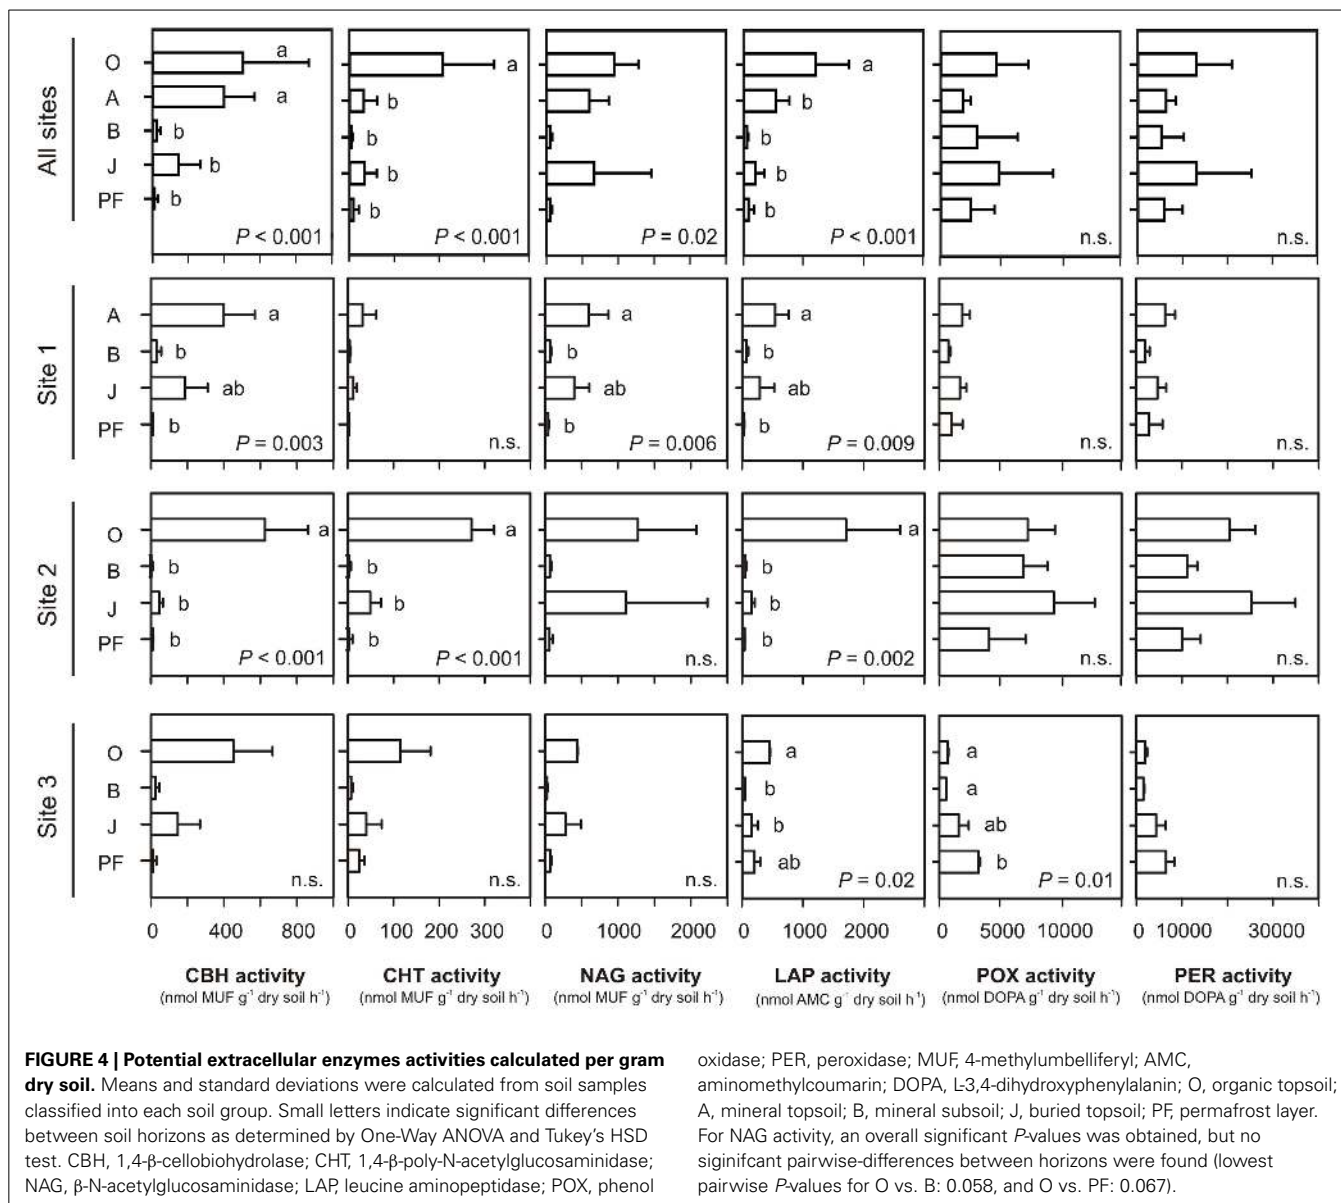 All sites
O
A
B
J
PF
a
a
b
b
b
P < 0.001
a
b
b
b
b
P < 0.001
P = 0.02
a
b
b
b
b
P < 0.001
n.s.
n.s.
Site 1
A
B
J
PF
a
b
ab
b
P = 0.003
n.s.
a
b
ab
b
P = 0.006
a
b
ab
b
P = 0.009
n.s.
n.s.
Site 2
O
B
J
PF
a
b
b
b
P < 0.001
a
b
b
b
P < 0.001
n.s.
a
b
b
b
P = 0.002
n.s.
n.s.
Site 3
O
B
J
PF
n.s.
n.s.
n.s.
a
b
b
ab
P = 0.02
a
a
ab
b
P = 0.01
n.s.
0 400 800 0 100 200 300 0 1000 2000 0 1000 2000 0 5000 10000 0 10000 30000
CBH activity CHT activity NAG activity LAP activity POX activity PER activity
(nmol MUF g⁻¹ dry soil h⁻¹) (nmol MUF g⁻¹ dry soil h⁻¹) (nmol MUF g⁻¹ dry soil h⁻¹) (nmol AMC g⁻¹ dry soil h⁻¹) (nmol DOPA g⁻¹ dry soil h⁻¹) (nmol DOPA g⁻¹ dry soil h⁻¹)
FIGURE 4 | Potential extracellular enzymes activities calculated per gram
dry soil. Means and standard deviations were calculated from soil samples
classified into each soil group. Small letters indicate significant differences
between soil horizons as determined by One-Way ANOVA and Tukey's HSD
test. CBH, 1,4-β-cellobiohydrolase; CHT, 1,4-β-poly-N-acetylglucosaminidase;
NAG, β-N-acetylglucosaminidase; LAP, leucine aminopeptidase; POX, phenol
oxidase; PER, peroxidase; MUF, 4-methylumbelliferyl; AMC,
aminomethylcoumarin; DOPA, L-3,4-dihydroxyphenylalanin; O, organic topsoil;
A, mineral topsoil; B, mineral subsoil; J, buried topsoil; PF, permafrost layer.
For NAG activity, an overall significant P-values was obtained, but no
siginifcant pairwise-differences between horizons were found (lowest
pairwise P-values for O vs. B: 0.058, and O vs. PF: 0.067).